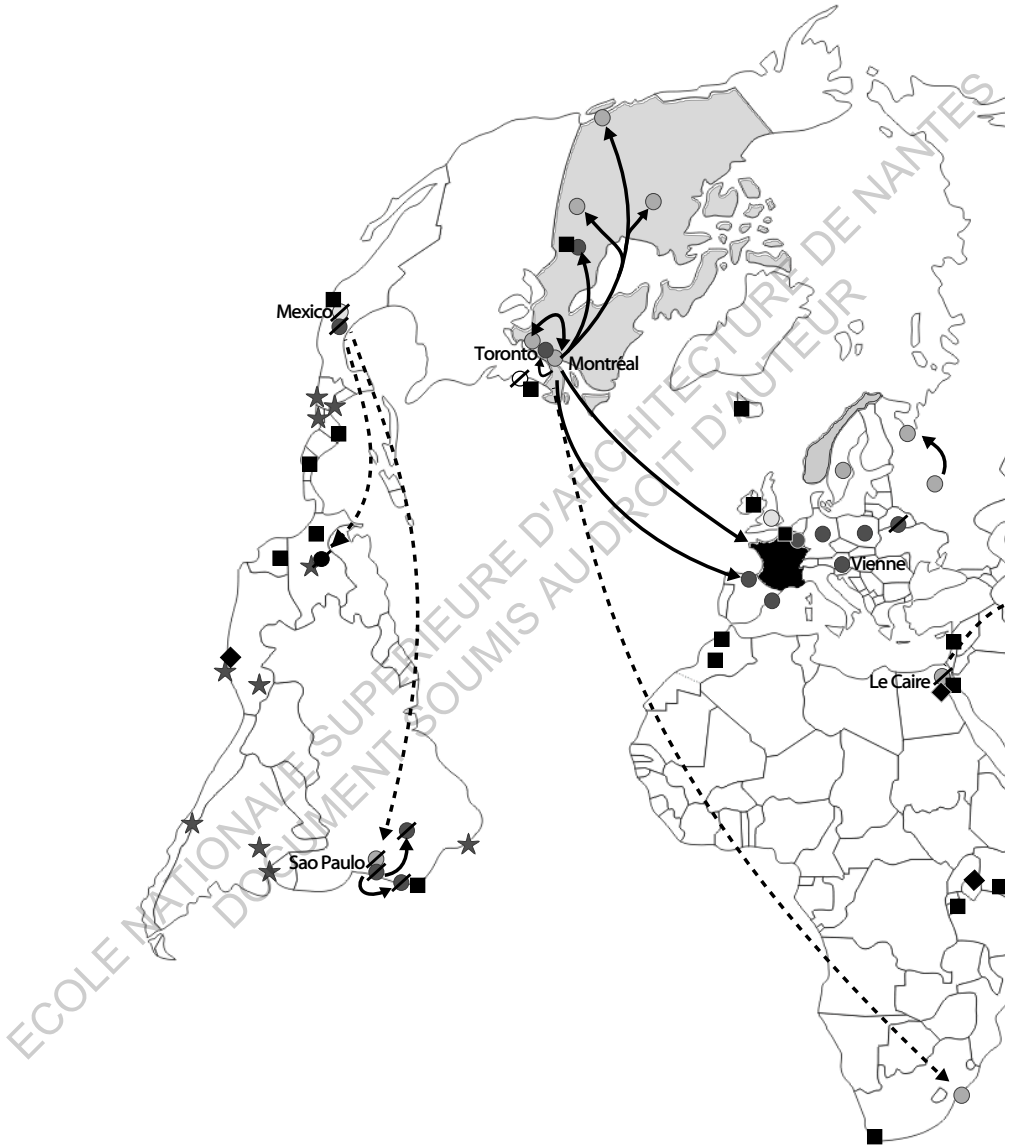 Mexico
Toronto
Montréal
Vienne
Le Caire
Sao Paulo
ECOLE NATIONALE SUPERIEURE D'ARCHITECTURE DE NANTES
DOCUMENT SOUMIS AU DROIT D'AUTEUR